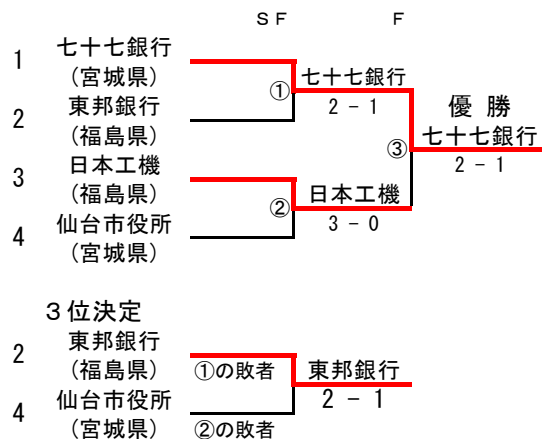 ＳＦ Ｆ
1 七十七銀行
（宮城県）
① 七十七銀行
2 − 1
2 東邦銀行
（福島県）
優 勝
③ 七十七銀行
2 − 1
3 日本工機
（福島県）
② 日本工機
3 − 0
4 仙台市役所
（宮城県）
３位決定
2 東邦銀行
（福島県） ①の敗者
東邦銀行
2 − 1
4 仙台市役所
（宮城県） ②の敗者